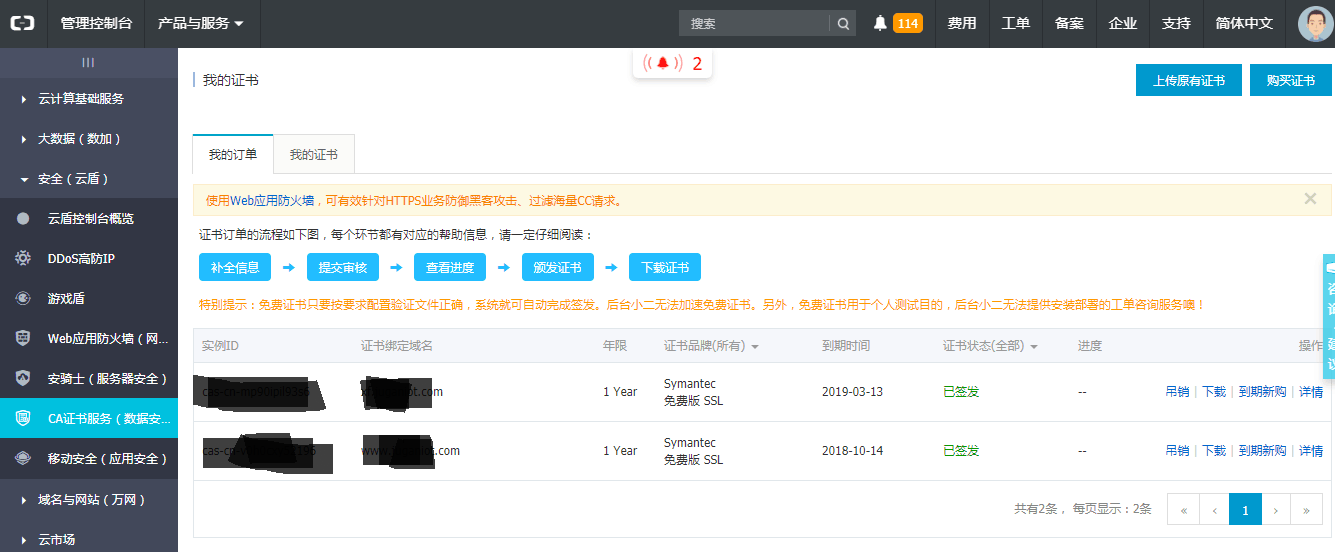 管理控制台 产品与服务 搜索 114 费用 工单 备案 企业 支持 简体中文
2
云计算基础服务
大数据（数加）
安全（云盾）
云盾控制台概览
DDoS高防IP
游戏盾
Web应用防火墙（网...
安骑士（服务器安全）
CA证书服务（数据安...
移动安全（应用安全）
域名与网站（万网）
云市场
我的证书 上传原有证书 购买证书
我的订单 我的证书
使用Web应用防火墙，可有效针对HTTPS业务防御黑客攻击、过滤海量CC请求。
证书订单的流程如下图，每个环节都有对应的帮助信息，请一定仔细阅读：
补全信息 提交审核 查看进度 颁发证书 下载证书
特别提示：免费证书只要按要求配置验证文件正确，系统就可自动完成签发。后台小二无法加速免费证书。另外，免费证书用于个人测试目的，后台小二无法提供安装部署的工单咨询服务噢！
实例ID 证书绑定域名 年限 证书品牌(所有) 到期时间 证书状态(全部) 进度 操作
1 Year Symantec 2019-03-13 已签发 -- 吊销 | 下载 | 到期新购 | 详情
免费版 SSL
1 Year Symantec 2018-10-14 已签发 -- 吊销 | 下载 | 到期新购 | 详情
免费版 SSL
共有2条， 每页显示：2条 « ‹ 1 › »